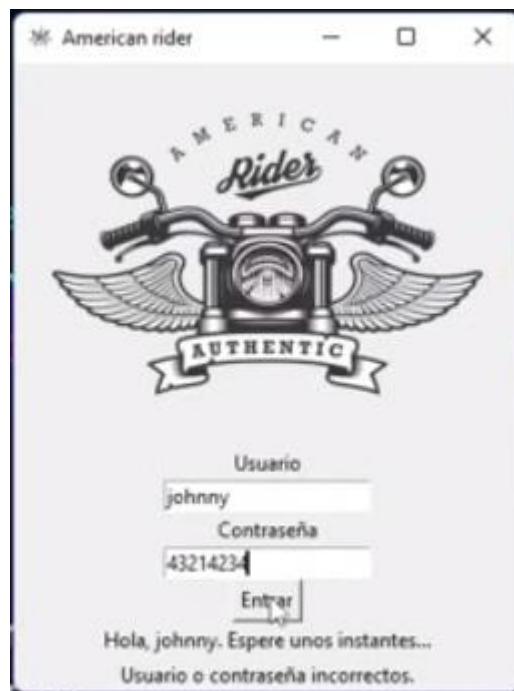 American rider
AMERICAN
Rider
AUTHENTIC
Usuario
johnny
Contraseña
43214234
Entrar
Hola, johnny. Espere unos instantes...
Usuario o contraseña incorrectos.